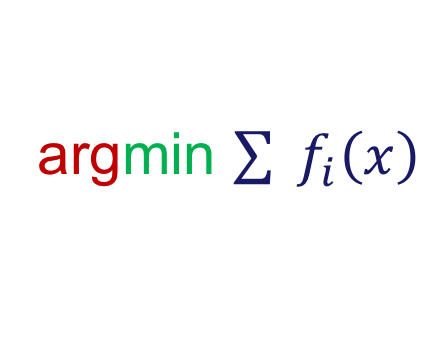 argmin ∑ fᵢ(x)